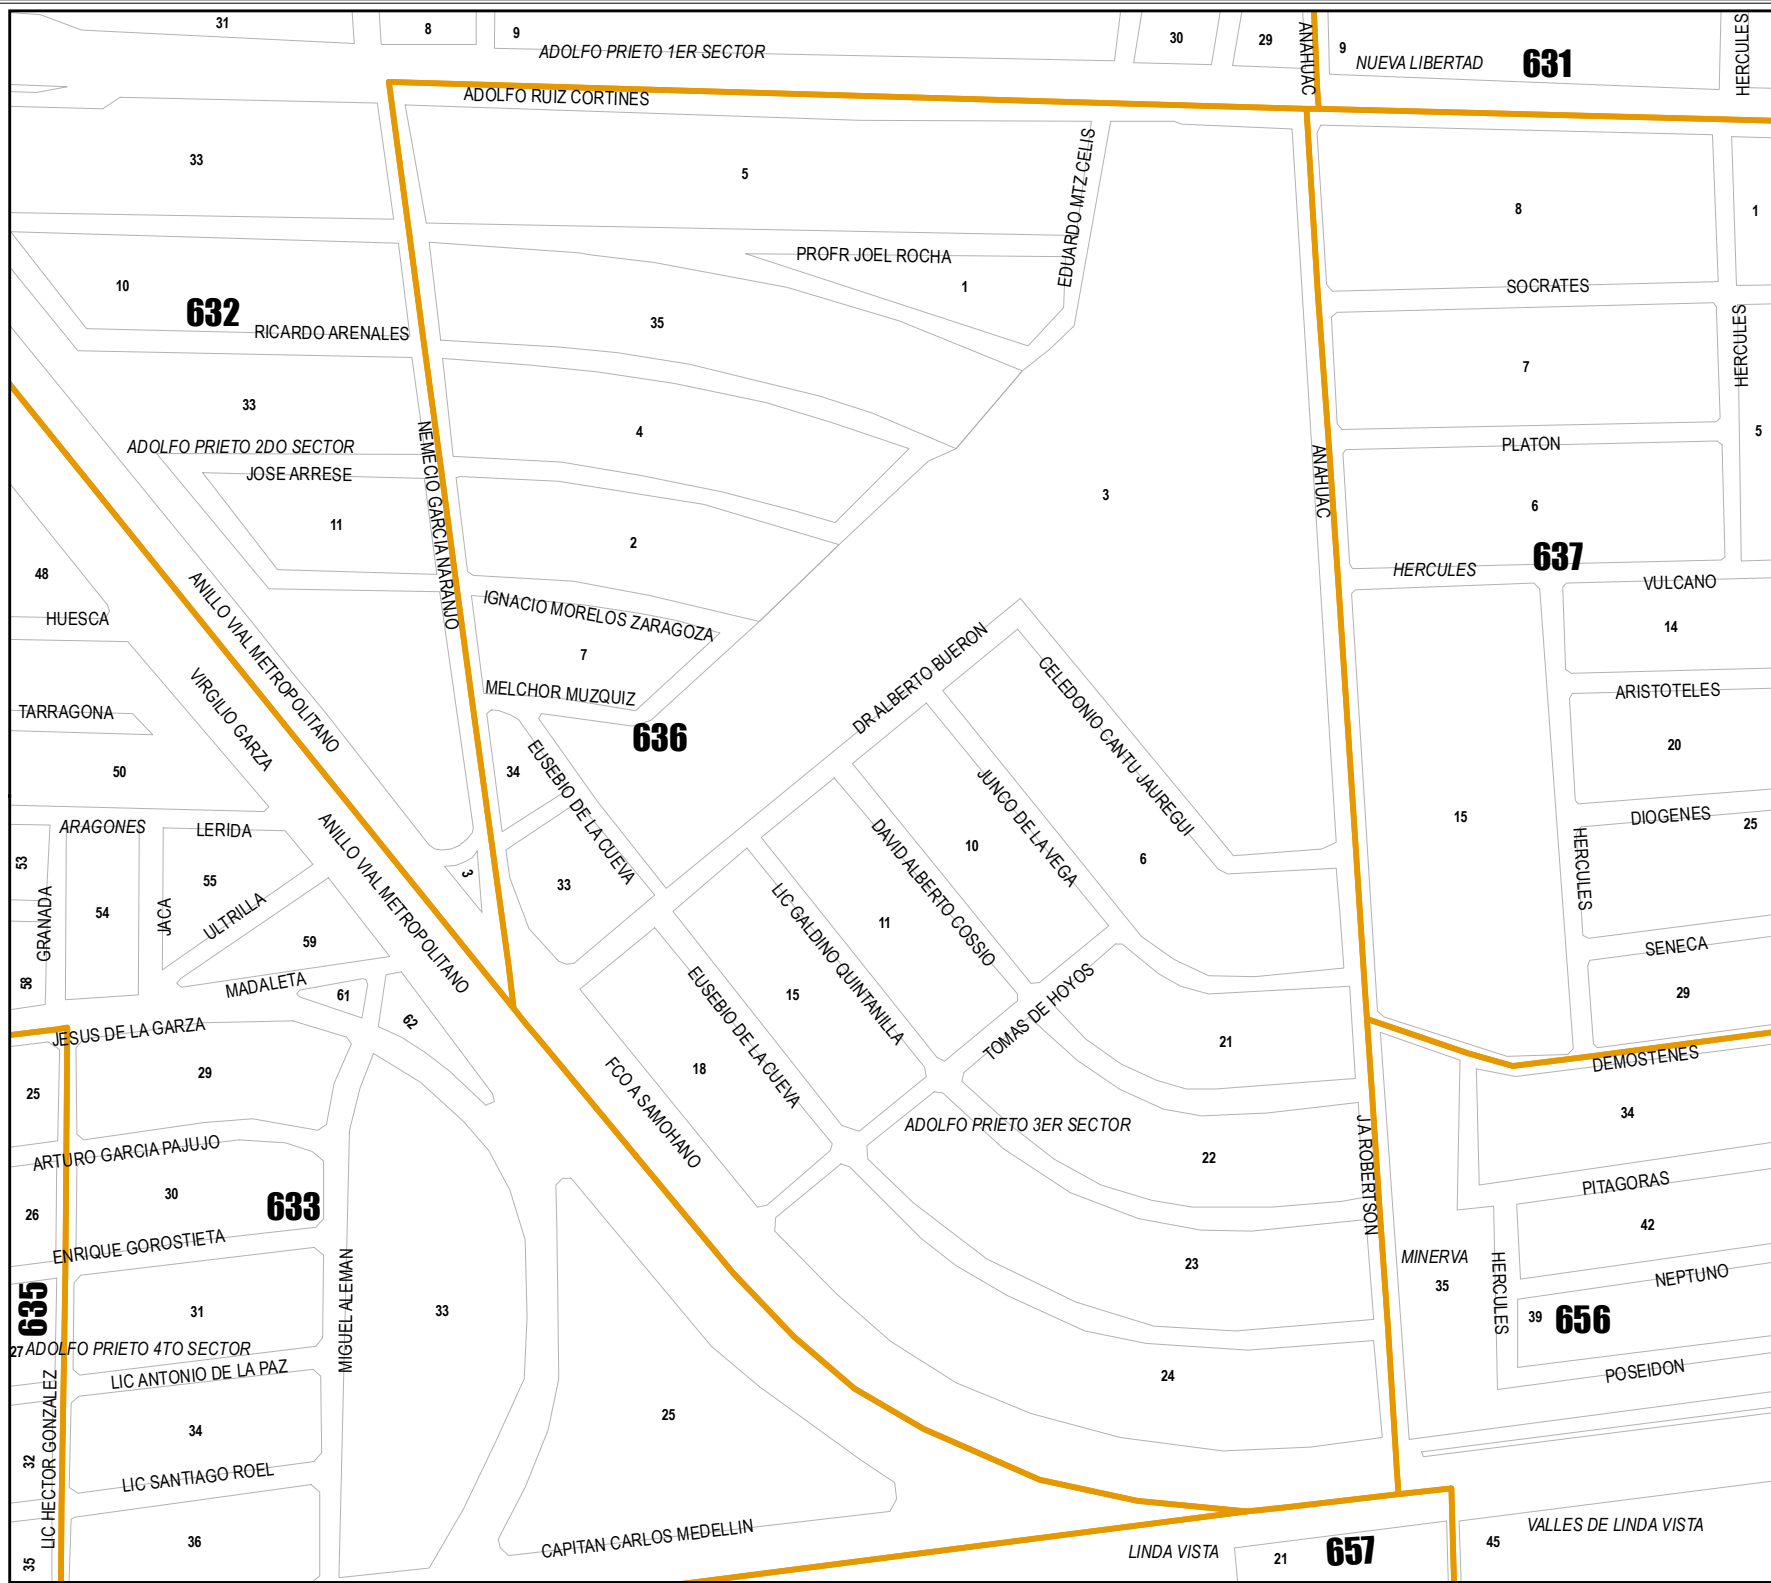 31
8
9
ADOLFO PRIETO 1ER SECTOR
30
29
ANAHUAC
9
NUEVA LIBERTAD
631
HERCULES
ADOLFO RUIZ CORTINES
33
5
EDUARDO MTZ CELIS
8
1
PROFR JOEL ROCHA
1
SOCRATES
10
632
RICARDO ARENALES
35
HERCULES
7
33
4
ADOLFO PRIETO 2DO SECTOR
JOSE ARRESE
NEMECIO GARCIA NARANJO
PLATON
5
3
ANAHUAC
6
11
2
637
HERCULES
VULCANO
48
HUESCA
ANILLO VIAL METROPOLITANO
IGNACIO MORELOS ZARAGOZA
7
MELCHOR MUZQUIZ
DR ALBERTO BUERON
CELEDONIO CANTU JAUREGUI
14
ARISTOTELES
TARRAGONA
VIRGILIO GARZA
636
20
50
34
EUSEBIO DE LA CUEVA
JUNCO DE LA VEGA
DAVID ALBERTO COSSIO
10
6
15
DIOGENES
25
ARAGONES
LERIDA
ANILLO VIAL METROPOLITANO
53
55
3
33
HERCULES
54
GRANADA
JACA
ULTRILLA
59
LIC GALDINO QUINTANILLA
11
SENECA
58
MADALETA
61
62
EUSEBIO DE LA CUEVA
15
TOMAS DE HOYOS
29
JESUS DE LA GARZA
21
DEMOSTENES
25
29
FCO A SAMOHANO
18
34
ADOLFO PRIETO 3ER SECTOR
JA ROBERTSON
ARTURO GARCIA PAJUJO
22
PITAGORAS
30
633
26
42
ENRIQUE GOROSTIETA
MIGUEL ALEMAN
23
MINERVA
35
HERCULES
NEPTUNO
635
31
33
39
656
27
ADOLFO PRIETO 4TO SECTOR
LIC ANTONIO DE LA PAZ
24
POSEIDON
LIC HECTOR GONZALEZ
25
34
32
LIC SANTIAGO ROEL
36
35
CAPITAN CARLOS MEDELLIN
LINDA VISTA
21
657
45
VALLES DE LINDA VISTA